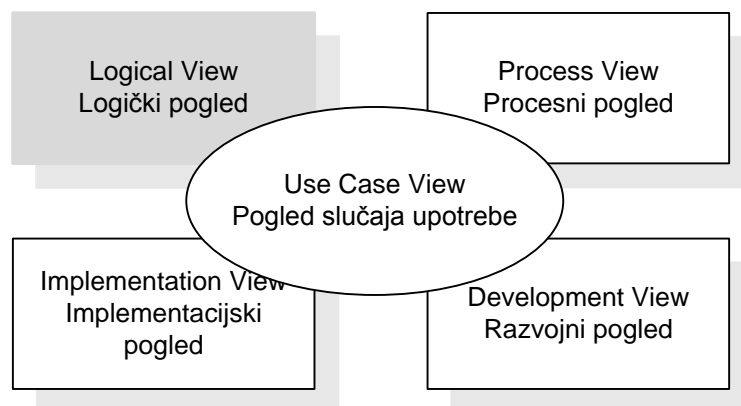 Logical View
Logički pogled
Process View
Procesni pogled
Use Case View
Pogled slučaja upotrebe
Implementation View
Implementacijski
pogled
Development View
Razvojni pogled